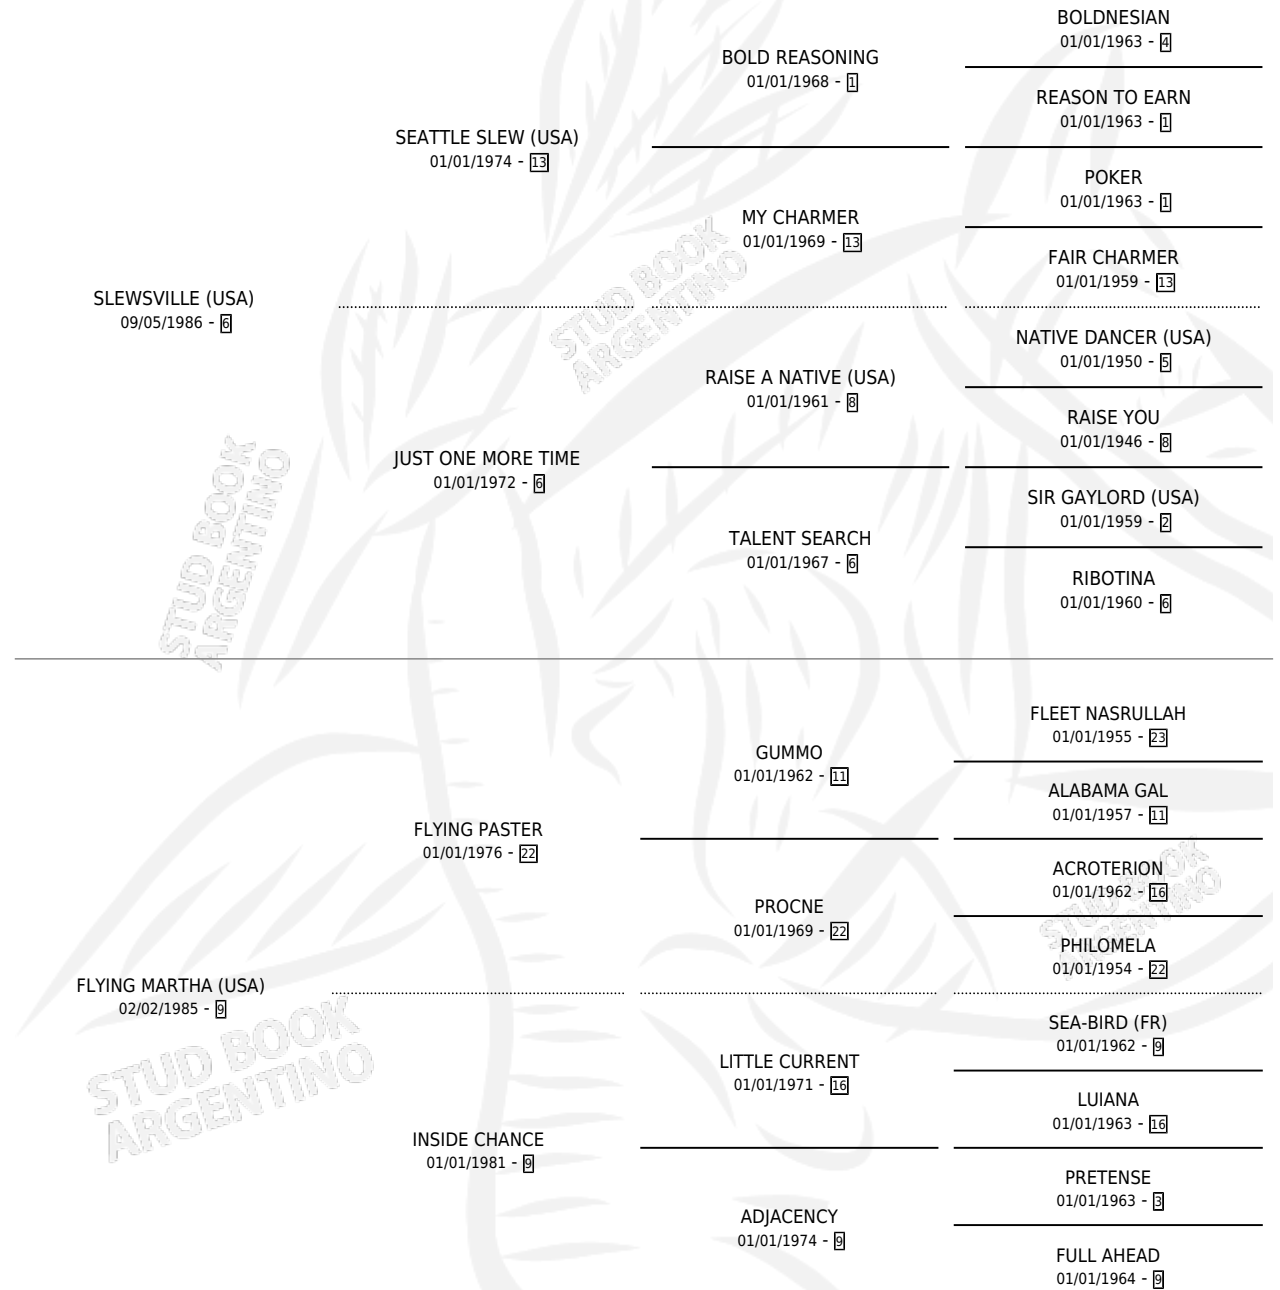 BOLDNESIAN
01/01/1963 - 4
BOLD REASONING
01/01/1968 - 1
REASON TO EARN
01/01/1963 - 1
SEATTLE SLEW (USA)
01/01/1974 - 13
POKER
01/01/1963 - 1
MY CHARMER
01/01/1969 - 13
FAIR CHARMER
01/01/1959 - 13
SLEWSVILLE (USA)
09/05/1986 - 6
NATIVE DANCER (USA)
01/01/1950 - 5
RAISE A NATIVE (USA)
01/01/1961 - 8
RAISE YOU
01/01/1946 - 8
JUST ONE MORE TIME
01/01/1972 - 6
SIR GAYLORD (USA)
01/01/1959 - 2
TALENT SEARCH
01/01/1967 - 6
RIBOTINA
01/01/1960 - 6
FLEET NASRULLAH
01/01/1955 - 23
GUMMO
01/01/1962 - 11
ALABAMA GAL
01/01/1957 - 11
FLYING PASTER
01/01/1976 - 22
ACROTERION
01/01/1962 - 16
PROCNE
01/01/1969 - 22
PHILOMELA
01/01/1954 - 22
FLYING MARTHA (USA)
02/02/1985 - 9
SEA-BIRD (FR)
01/01/1962 - 9
LITTLE CURRENT
01/01/1971 - 16
LUIANA
01/01/1963 - 16
INSIDE CHANCE
01/01/1981 - 9
PRETENSE
01/01/1963 - 3
ADJACENCY
01/01/1974 - 9
FULL AHEAD
01/01/1964 - 9
STUD BOOK
ARGENTINO
STUD BOOK
ARGENTINO
STUD BOOK
ARGENTINO
STUD BOOK
ARGENTINO